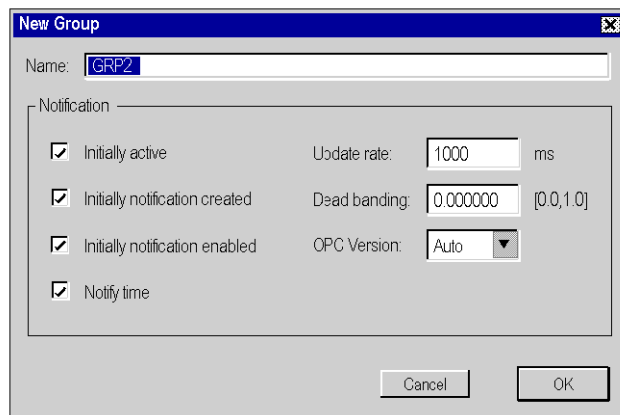 New Group
Name: GRP2
Notification
Initially active Update rate: 1000 ms
Initially notification created Dead banding: 0.000000 [0.0,1.0]
Initially notification enabled OPC Version: Auto
Notify time
Cancel OK